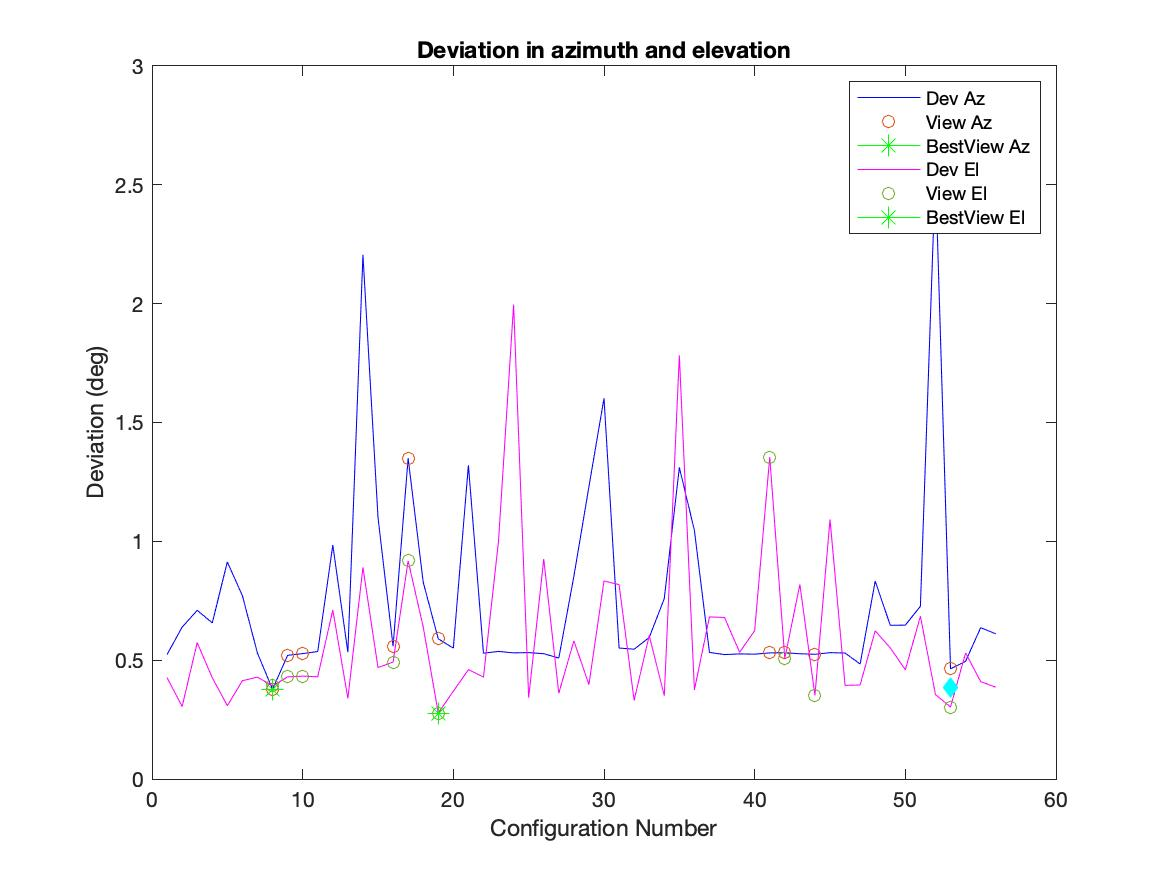 Deviation in azimuth and elevation
3
2.5
2
1.5
1
0.5
0
Deviation (deg)
Dev Az
View Az
BestView Az
Dev El
View El
BestView El
0 10 20 30 40 50 60
Configuration Number